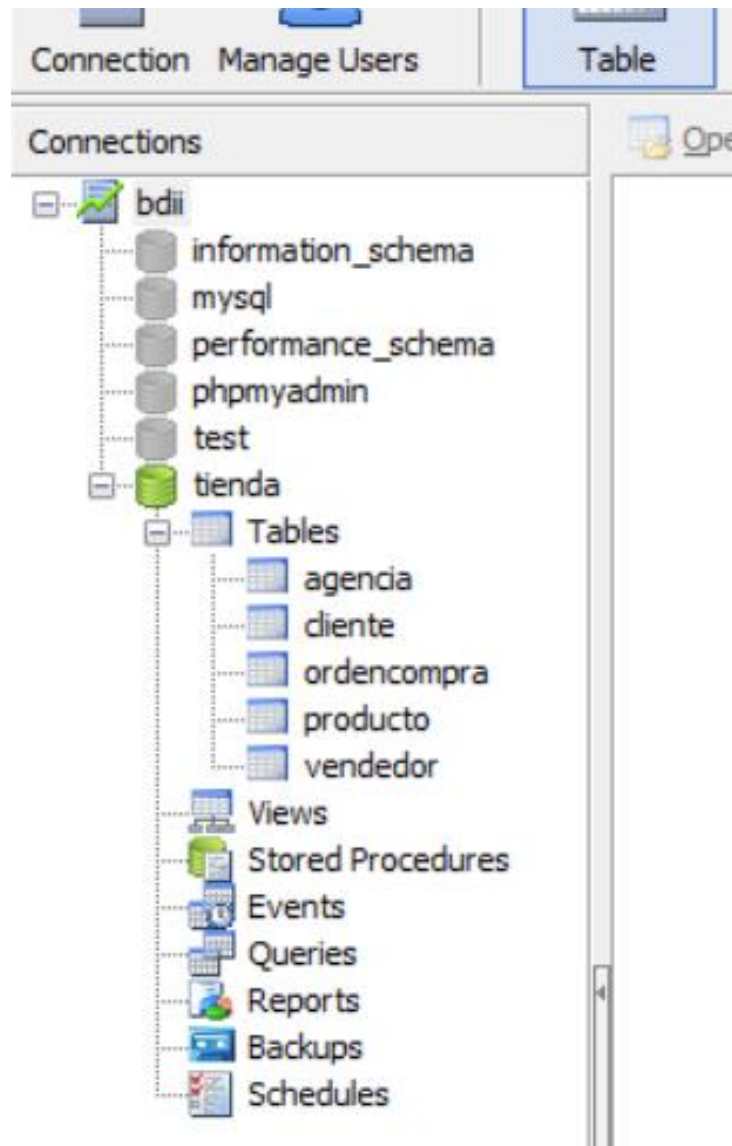 Connection Manage Users Table
Connections Ope
bdii
information_schema
mysql
performance_schema
phpmyadmin
test
tienda
Tables
agencia
cliente
ordencompra
producto
vendedor
Views
Stored Procedures
Events
Queries
Reports
Backups
Schedules